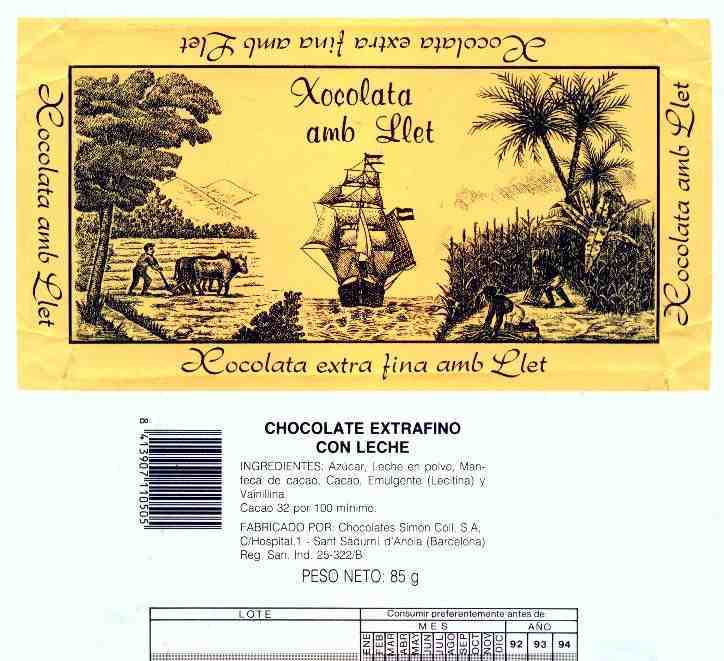 Xocolata extra fina amb Llet
Xocolata amb Llet
Xocolata
amb Llet
Xocolata amb Llet
Xocolata extra fina amb Llet
8 413907 110505
CHOCOLATE EXTRAFINO
CON LECHE
INGREDIENTES: Azúcar, Leche en polvo, Man-
teca de cacao, Cacao, Emulgente (Lecitina) y
Vainillina.
Cacao 32 por 100 mínimo.
FABRICADO POR: Chocolates Simón Coll, S.A,
C/Hospital,1 - Sant Sadurní d'Anoia (Barcelona)
Reg. San. Ind. 25-322/B
PESO NETO: 85 g
LOTE
Consumir preferentemente antes de:
MES
AÑO
ENE FEB MAR ABR MAY JUN JUL AGO SEP OCT NOV DIC 92 93 94